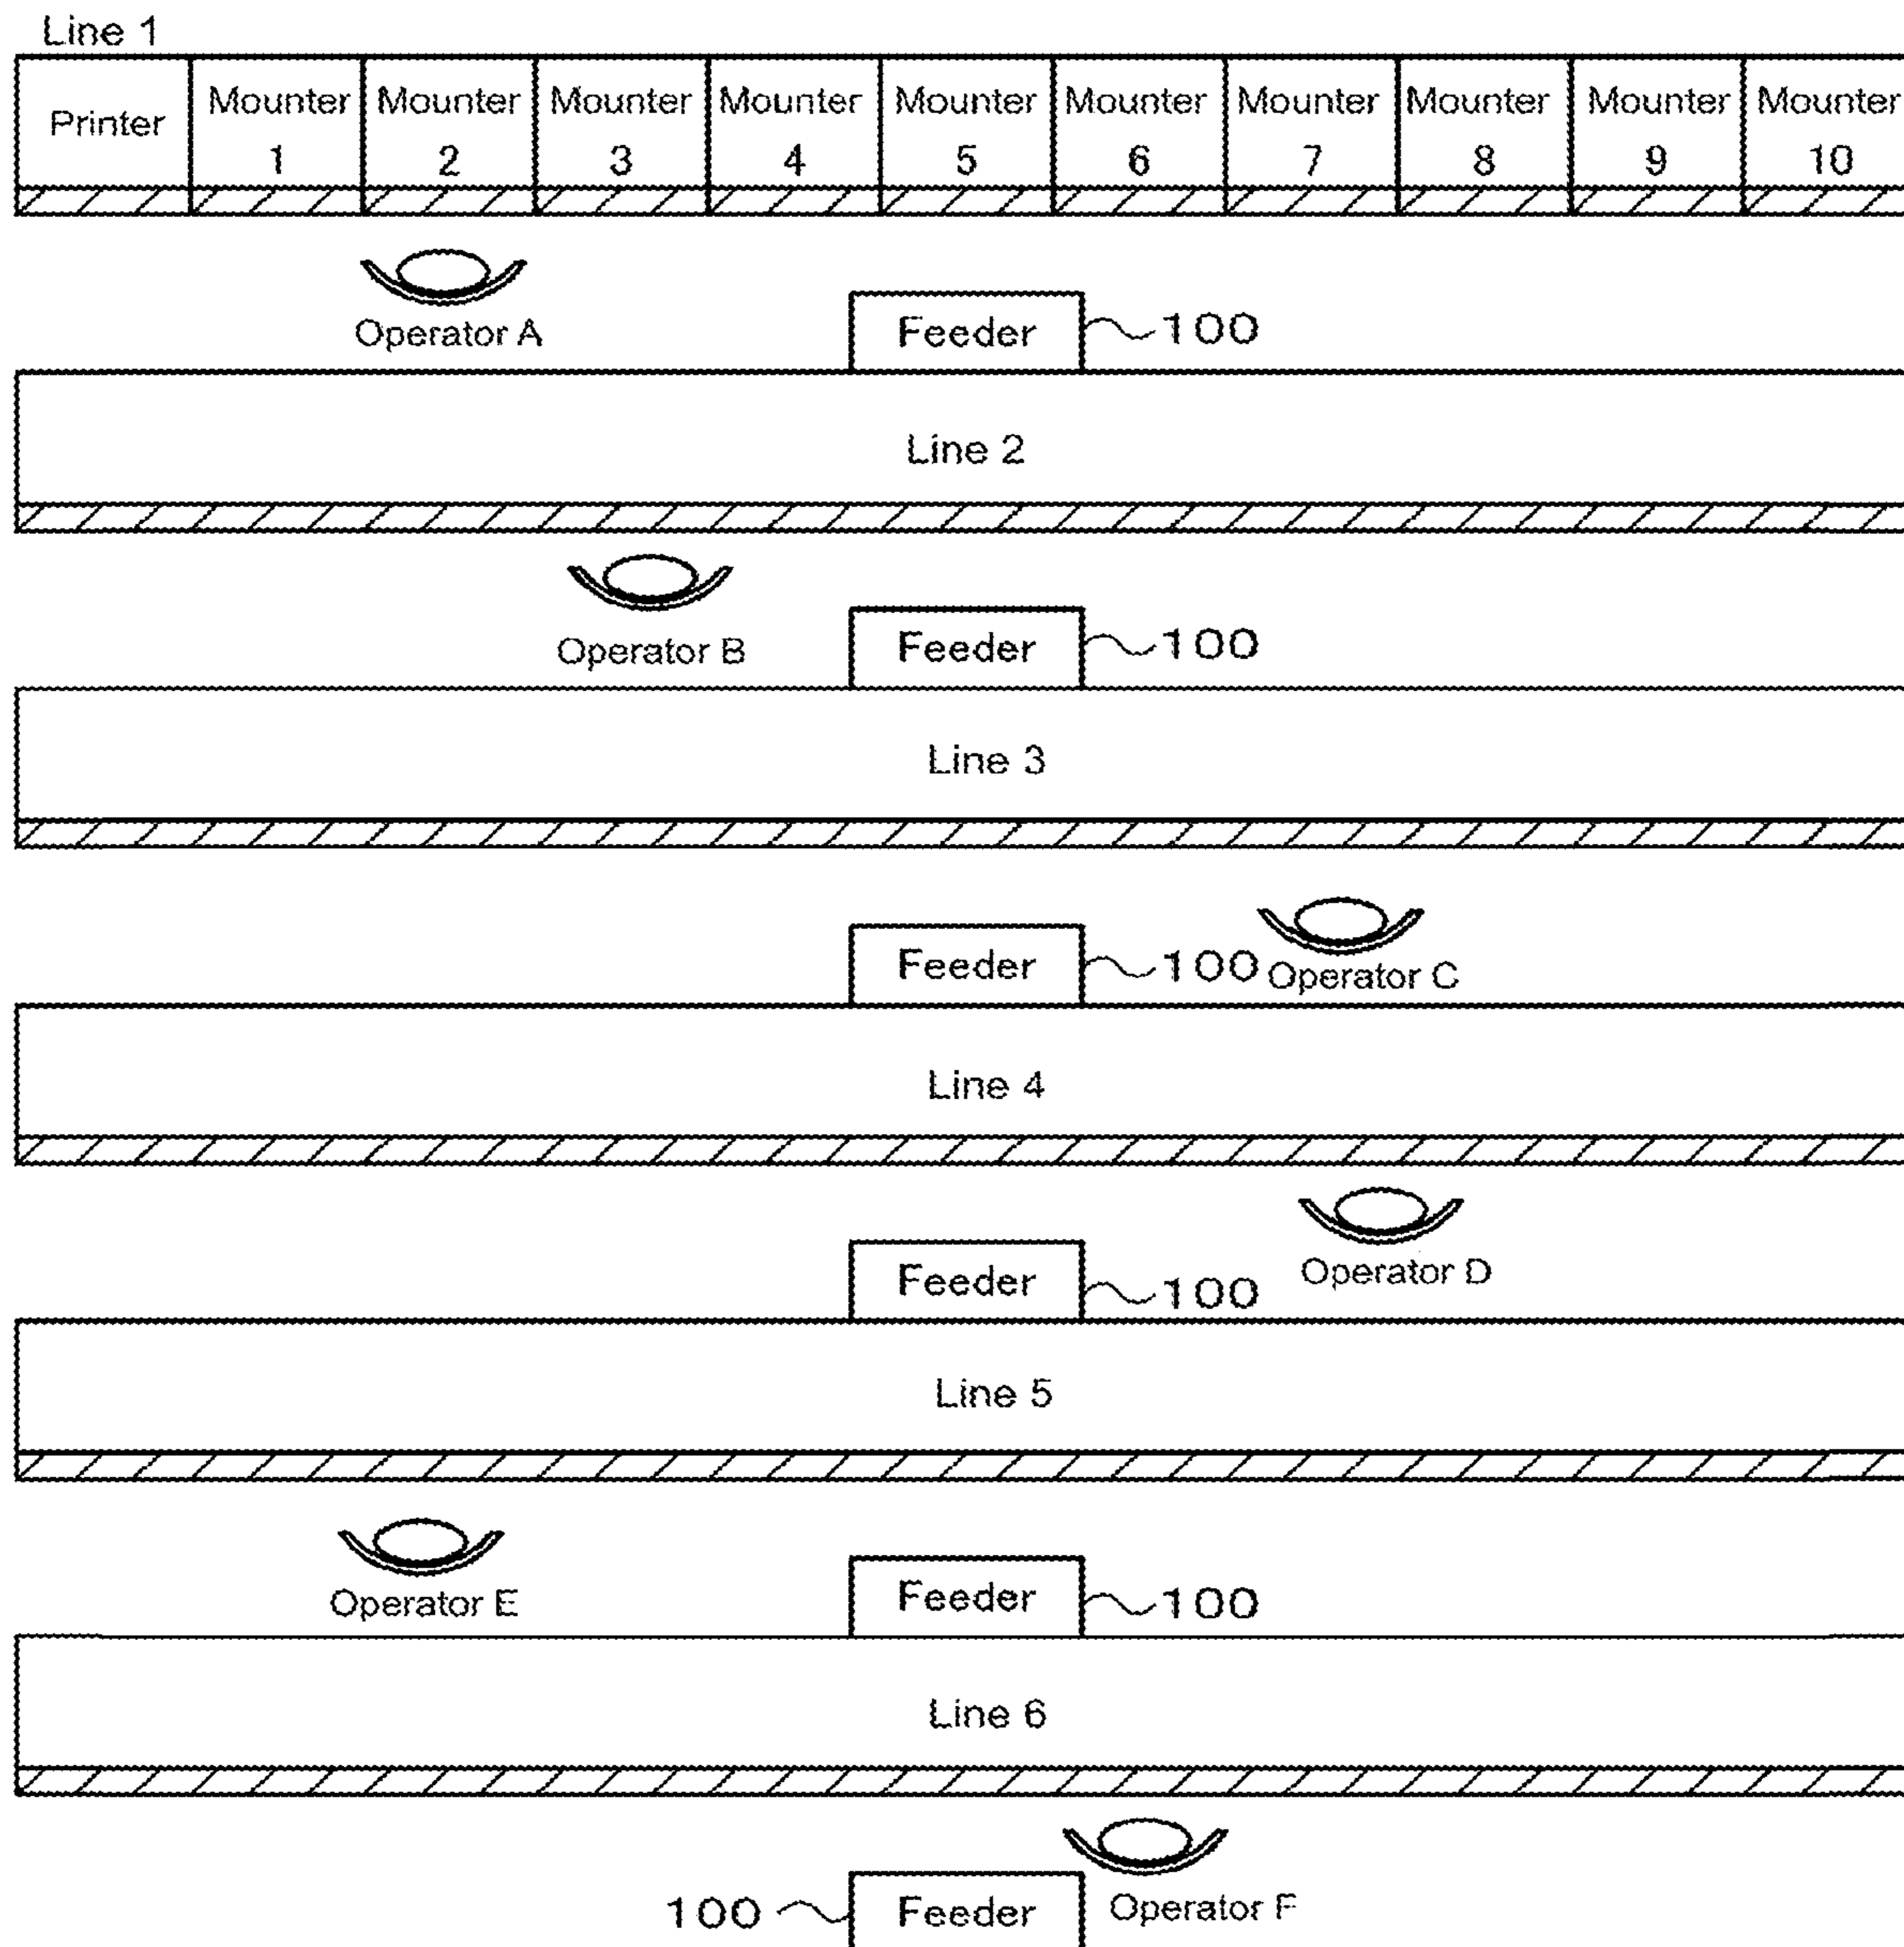 Line 1
Printer
Mounter 1
Mounter 2
Mounter 3
Mounter 4
Mounter 5
Mounter 6
Mounter 7
Mounter 8
Mounter 9
Mounter 10
Operator A
Feeder
100
Line 2
Operator B
Feeder
100
Line 3
Feeder
100
Operator C
Line 4
Feeder
100
Operator D
Line 5
Operator E
Feeder
100
Line 6
100
Feeder
Operator F